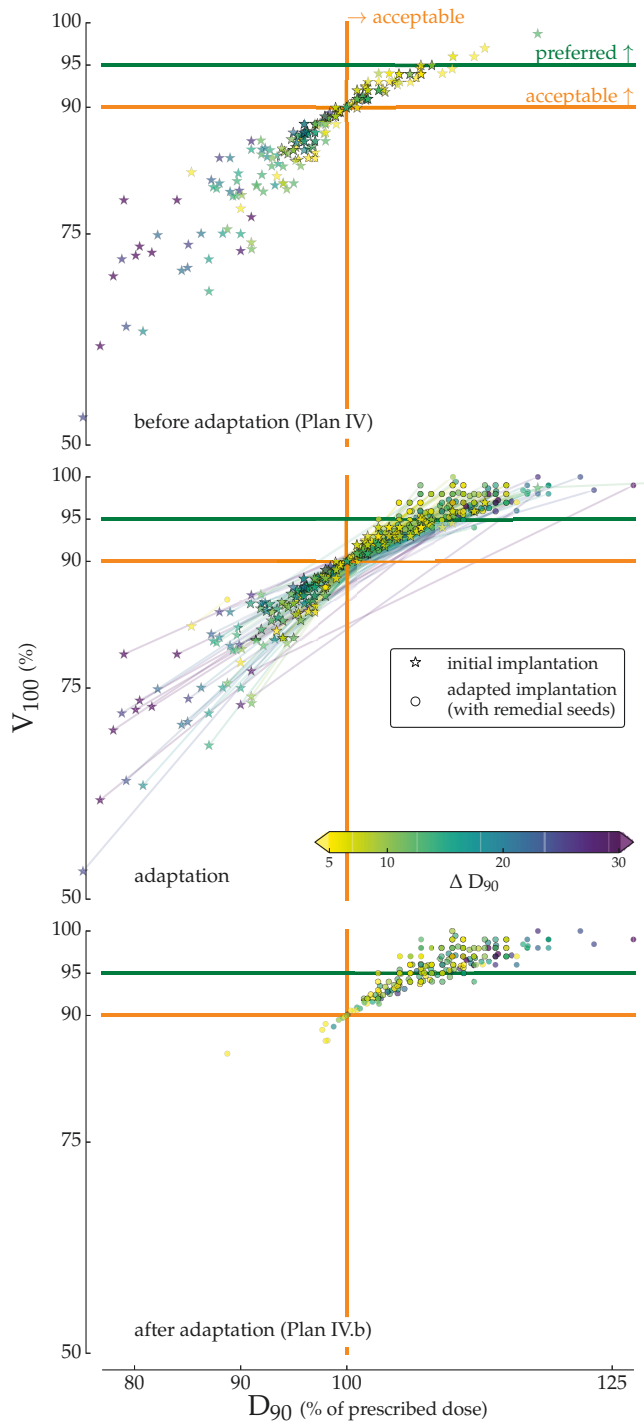 100
→ acceptable
preferred ↑
95
acceptable ↑
90
75
before adaptation (Plan IV)
50
100
95
90
V100 (%)
initial implantation
adapted implantation
(with remedial seeds)
75
5 10 20 30
Δ D90
adaptation
50
100
95
90
75
after adaptation (Plan IV.b)
50
80 90 100 125
D90 (% of prescribed dose)